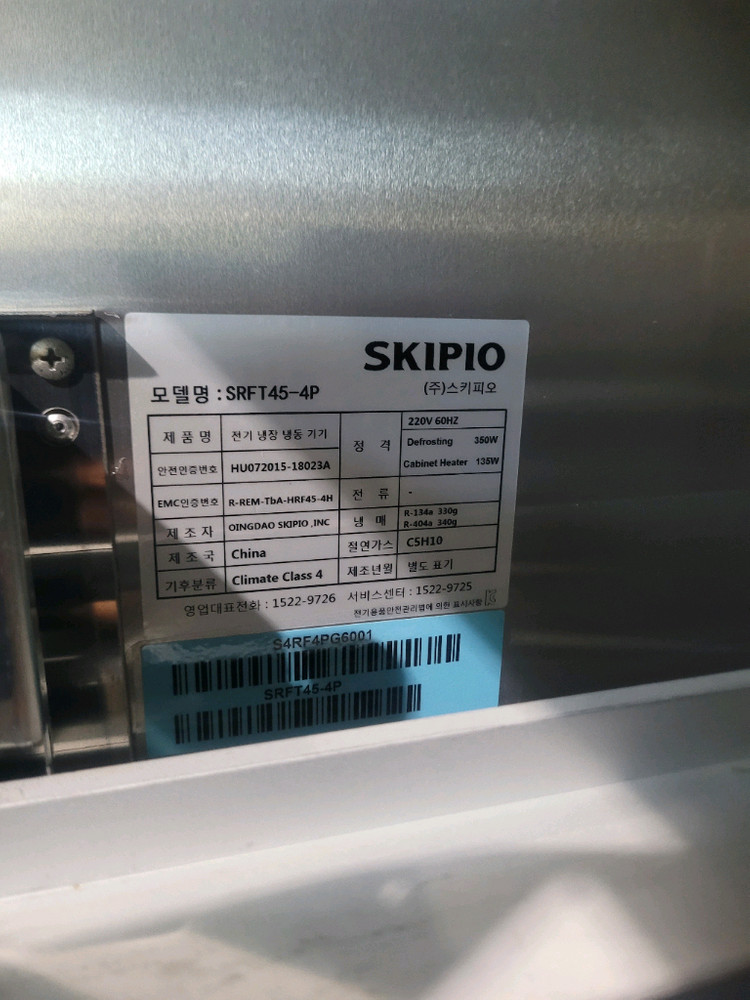 SKIPIO
(주)스키피오
모델명 : SRFT45-4P
제 품 명 전기 냉장 냉동 기기
안전인증번호 HU072015-18023A
EMC인증번호 R-REM-TbA-HRF45-4H
제 조 자 QINGDAO SKIPIO ,INC
제 조 국 China
기후분류 Climate Class 4
정 격 220V 60HZ
Defrosting 350W
Cabinet Heater 135W
전 류 -
냉 매 R-134a 330g
R-404a 340g
절연가스 C5H10
제조년월 별도 표기
영업대표전화 : 1522-9726 서비스센터 : 1522-9725
전기용품안전관리법에 의한 표시사항
S4RF4PG6001
SRFT45-4P